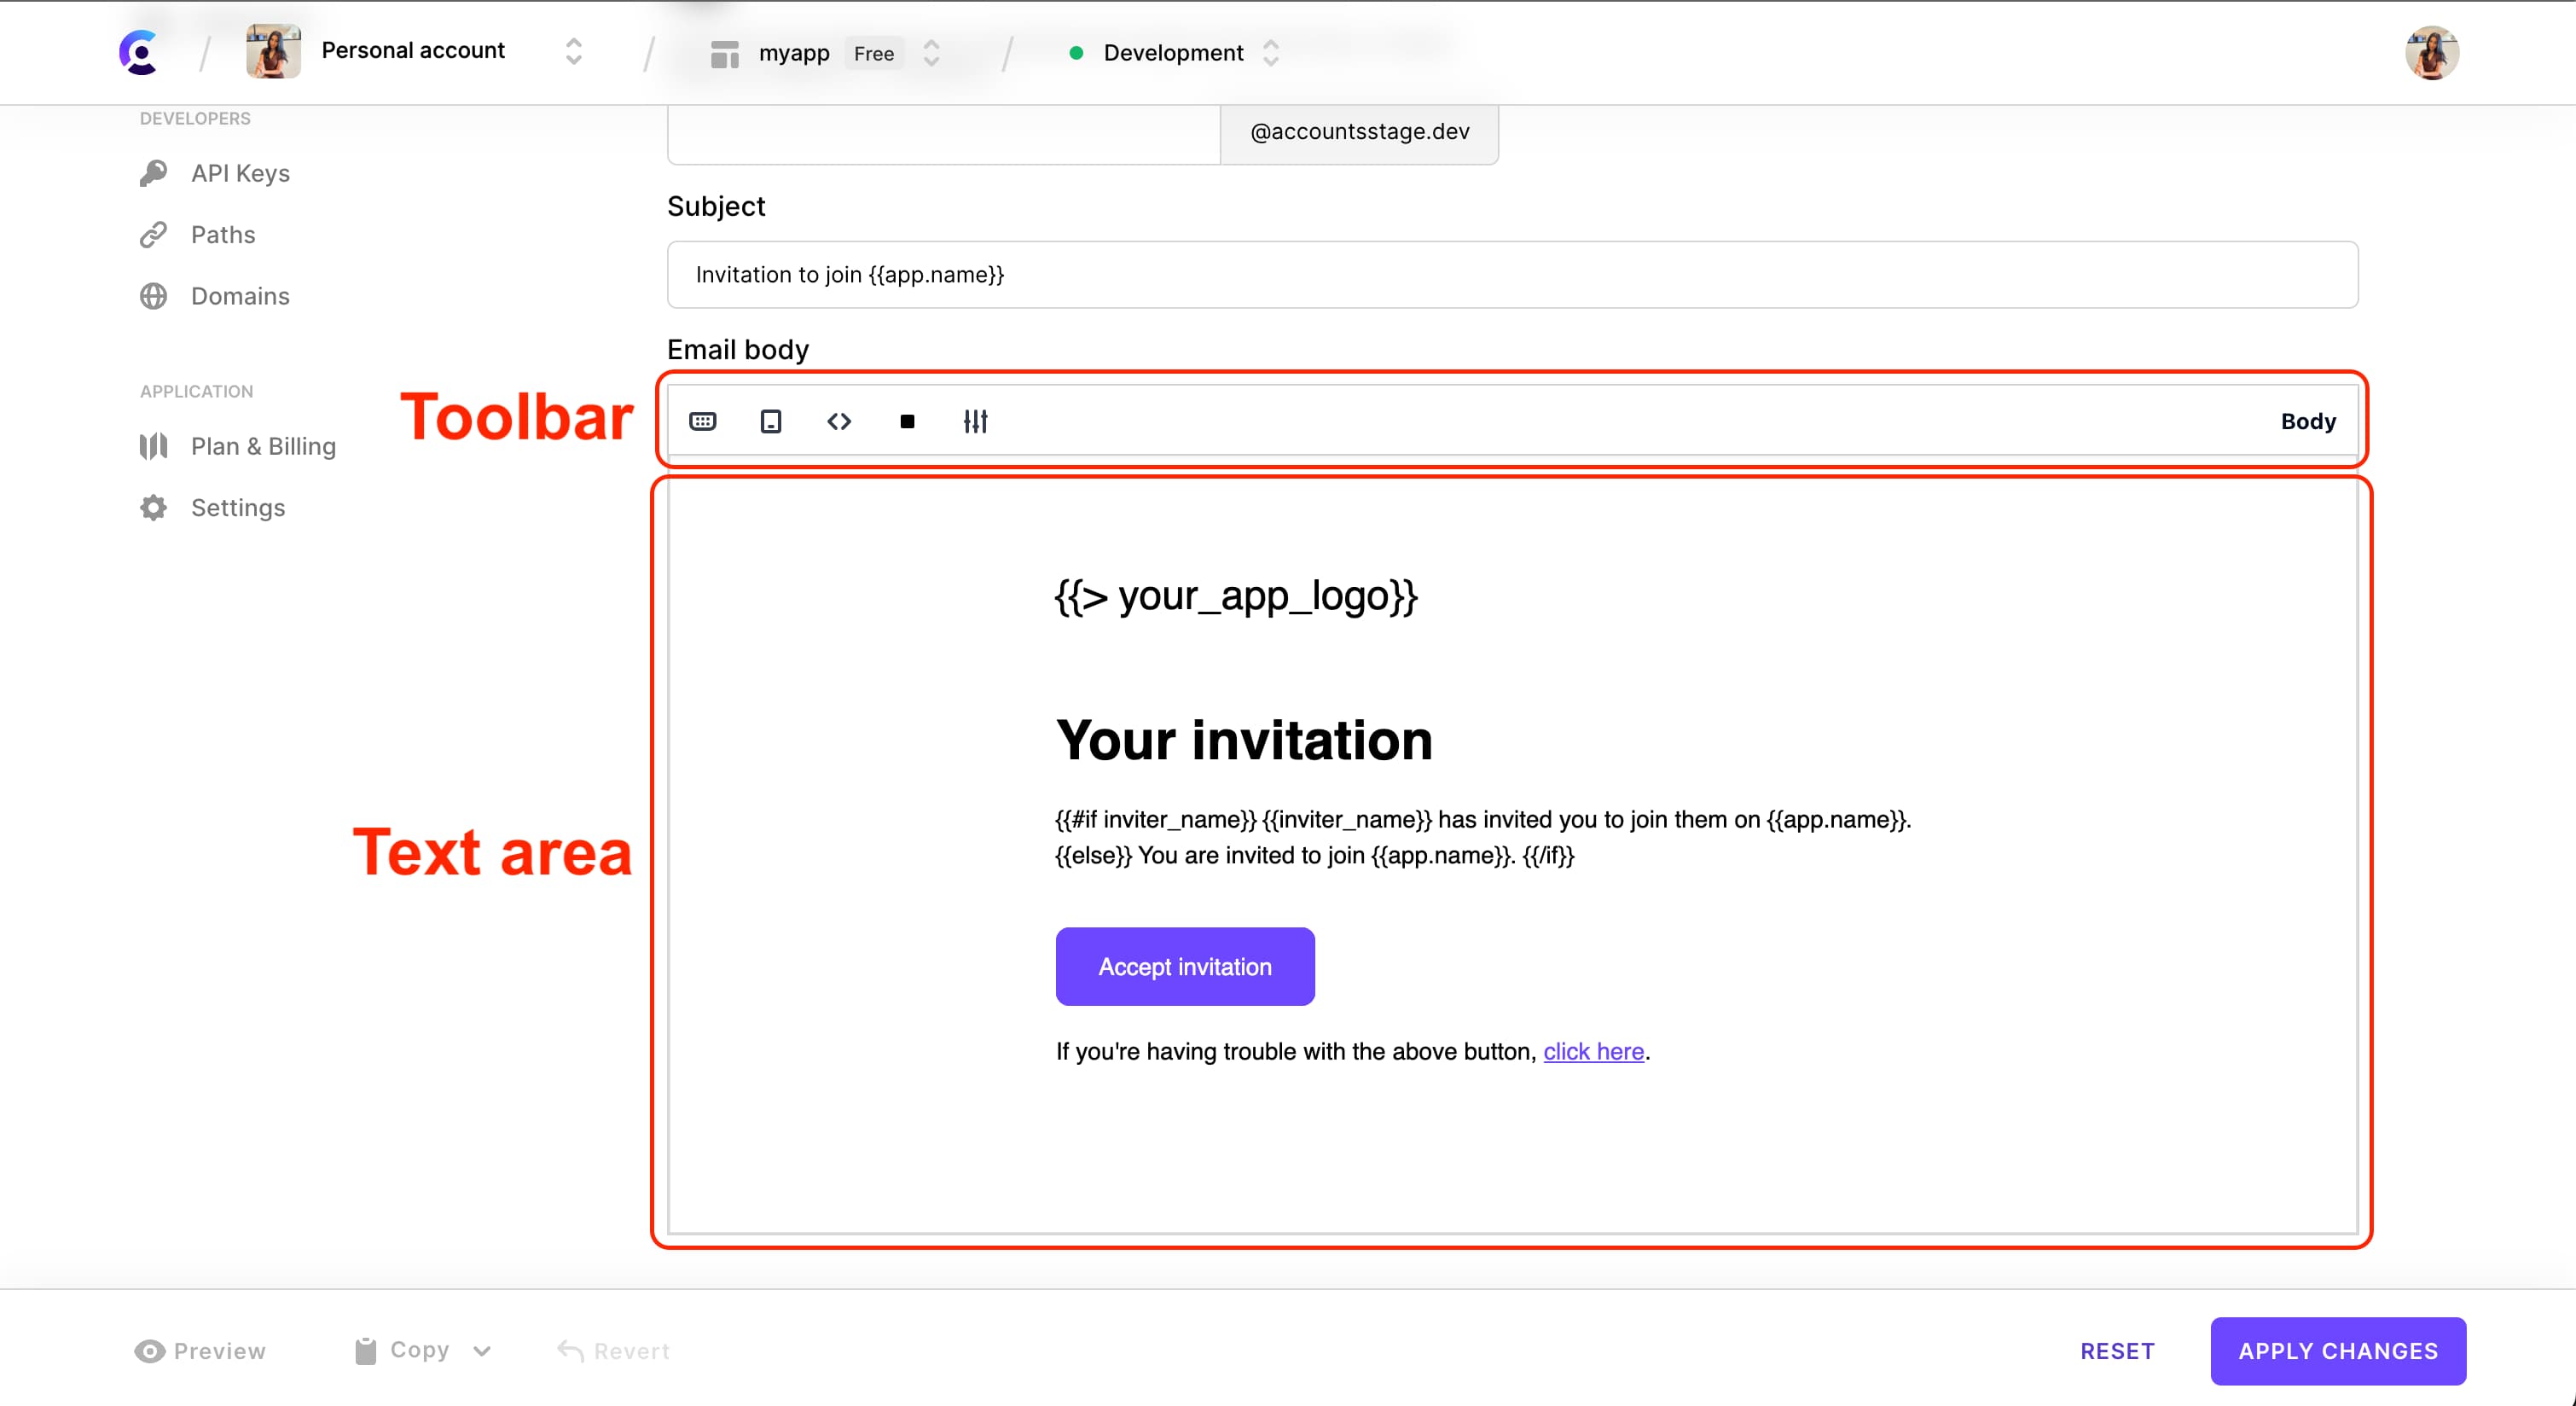 Personal account
myapp
Free
Development
DEVELOPERS
@accountsstage.dev
API Keys
Subject
Paths
Invitation to join {{app.name}}
Domains
Email body
APPLICATION
Toolbar
Body
Plan & Billing
Settings
{{> your_app_logo}}
Your invitation
{{#if inviter_name}} {{inviter_name}} has invited you to join them on {{app.name}}.
{{else}} You are invited to join {{app.name}}. {{/if}}
Text area
Accept invitation
If you're having trouble with the above button, click here.
Preview
Copy
Revert
RESET
APPLY CHANGES